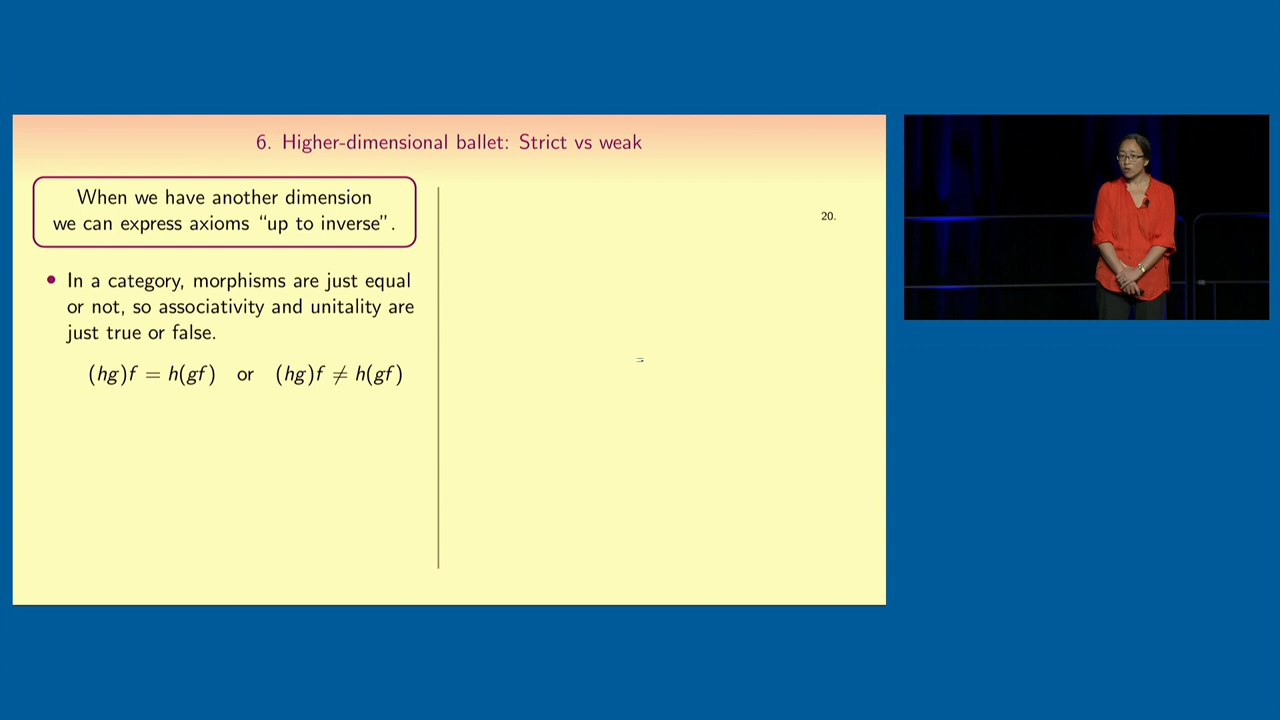 6. Higher-dimensional ballet: Strict vs weak
When we have another dimension
we can express axioms “up to inverse”.
• In a category, morphisms are just equal
or not, so associativity and unitality are
just true or false.
(hg)f = h(gf) or (hg)f ≠ h(gf)
20.